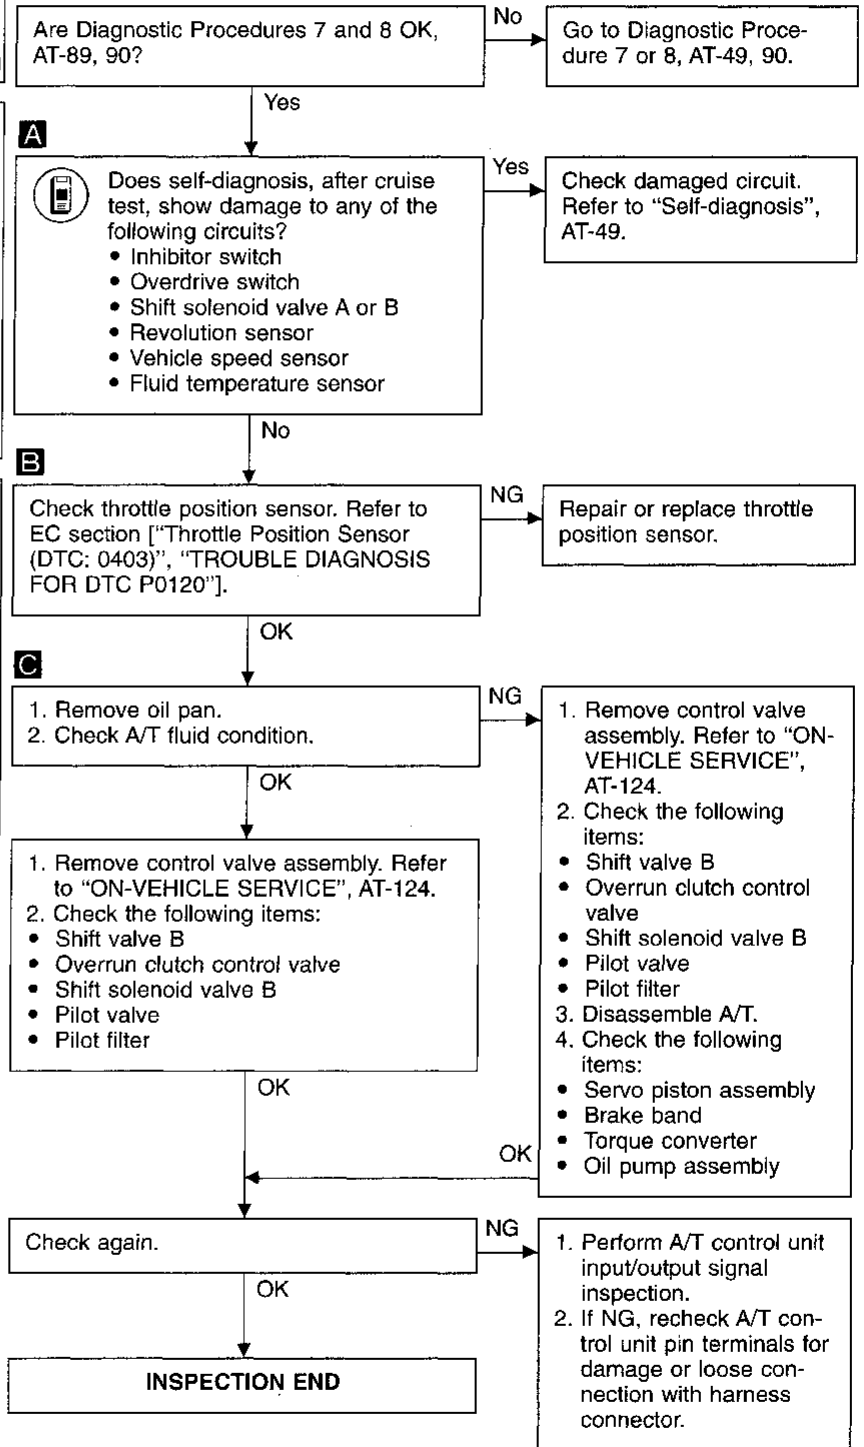 Are Diagnostic Procedures 7 and 8 OK,
AT-89, 90?
No
Go to Diagnostic Proce-
dure 7 or 8, AT-49, 90.
Yes
A
Does self-diagnosis, after cruise
test, show damage to any of the
following circuits?
• Inhibitor switch
• Overdrive switch
• Shift solenoid valve A or B
• Revolution sensor
• Vehicle speed sensor
• Fluid temperature sensor
Yes
Check damaged circuit.
Refer to “Self-diagnosis”,
AT-49.
No
B
Check throttle position sensor. Refer to
EC section [“Throttle Position Sensor
(DTC: 0403)”, “TROUBLE DIAGNOSIS
FOR DTC P0120”].
NG
Repair or replace throttle
position sensor.
OK
C
1. Remove oil pan.
2. Check A/T fluid condition.
NG
1. Remove control valve
assembly. Refer to “ON-
VEHICLE SERVICE”,
AT-124.
2. Check the following
items:
• Shift valve B
• Overrun clutch control
valve
• Shift solenoid valve B
• Pilot valve
• Pilot filter
3. Disassemble A/T.
4. Check the following
items:
• Servo piston assembly
• Brake band
• Torque converter
• Oil pump assembly
OK
1. Remove control valve assembly. Refer
to “ON-VEHICLE SERVICE”, AT-124.
2. Check the following items:
• Shift valve B
• Overrun clutch control valve
• Shift solenoid valve B
• Pilot valve
• Pilot filter
OK
OK
Check again.
NG
1. Perform A/T control unit
input/output signal
inspection.
2. If NG, recheck A/T con-
trol unit pin terminals for
damage or loose con-
nection with harness
connector.
OK
INSPECTION END